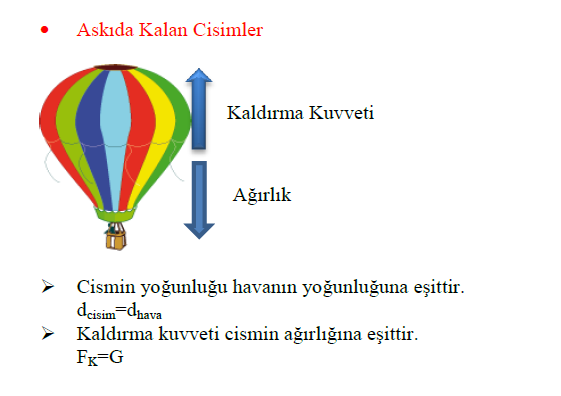 • Askıda Kalan Cisimler
Kaldırma Kuvveti
Ağırlık
➢ Cismin yoğunluğu havanın yoğunluğuna eşittir.
dcisim=dhava
➢ Kaldırma kuvveti cismin ağırlığına eşittir.
FK=G